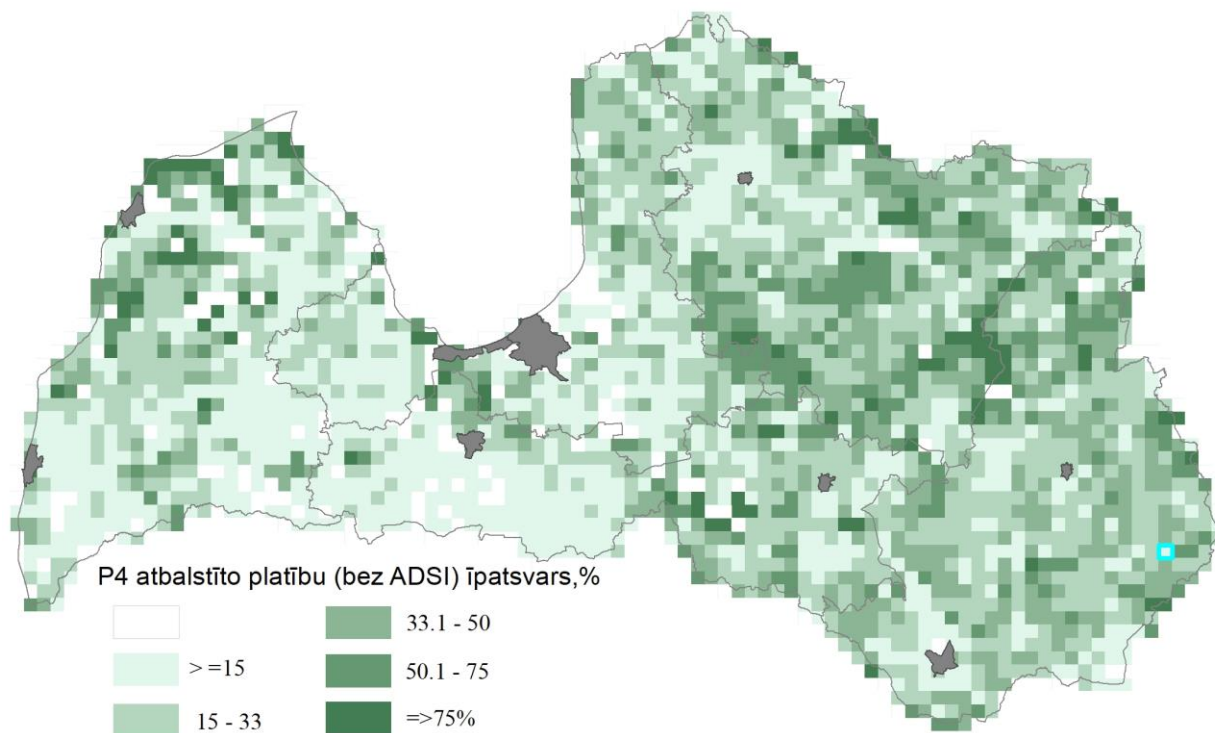 P4 atbalstīto platību (bez ADSI) īpatsvars,%
33.1 - 50
> =15
50.1 - 75
15 - 33
=>75%